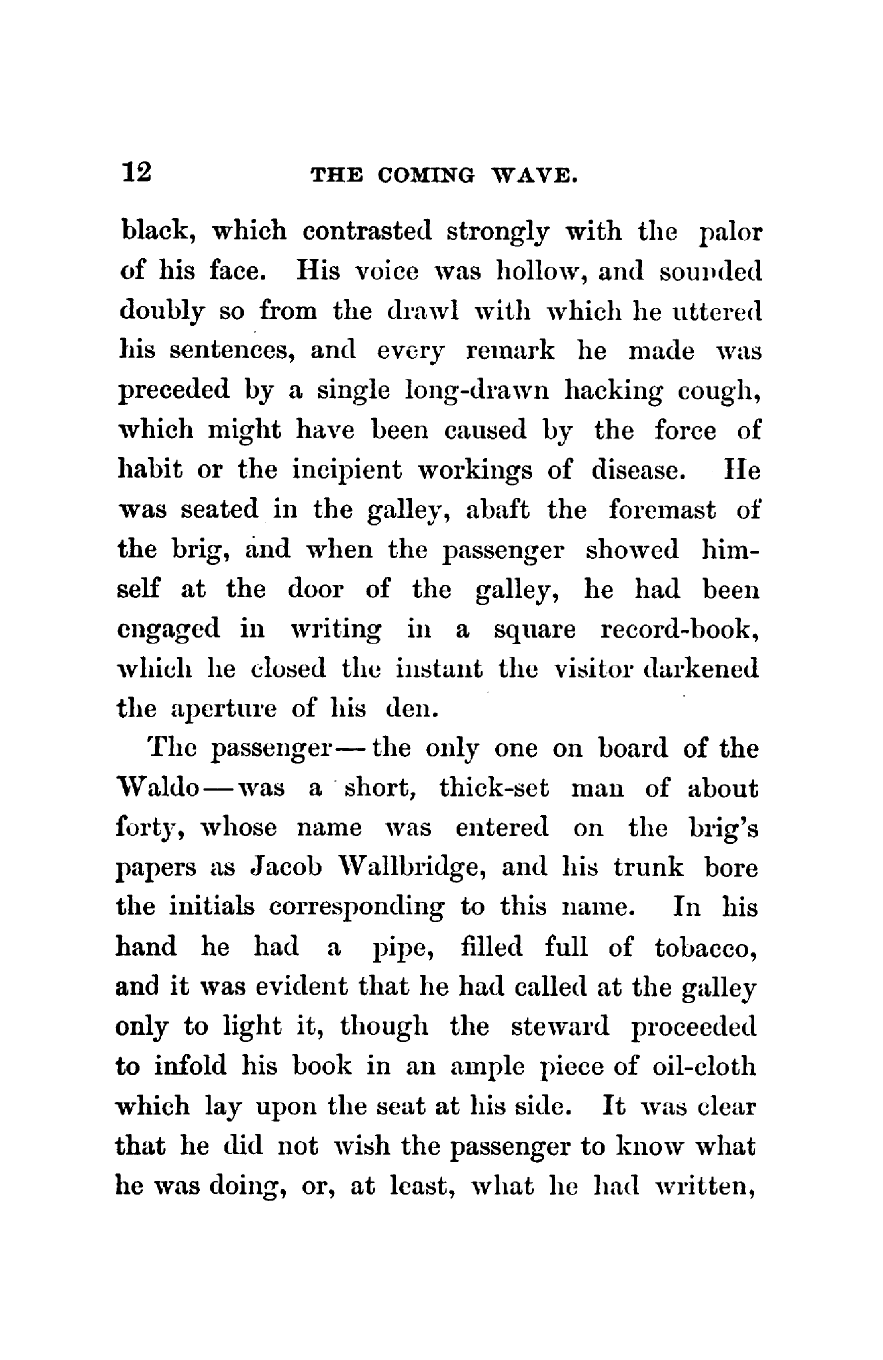 12 THE COMING WAVE.
black, which contrasted strongly with the palor
of his face. His voice was hollow, and sounded
doubly so from the drawl with which he uttered
his sentences, and every remark he made was
preceded by a single long-drawn hacking cough,
which might have been caused by the force of
habit or the incipient workings of disease. He
was seated in the galley, abaft the foremast of
the brig, and when the passenger showed him-
self at the door of the galley, he had been
engaged in writing in a square record-book,
which he closed the instant the visitor darkened
the aperture of his den.
The passenger—the only one on board of the
Waldo—was a short, thick-set man of about
forty, whose name was entered on the brig's
papers as Jacob Wallbridge, and his trunk bore
the initials corresponding to this name. In his
hand he had a pipe, filled full of tobacco,
and it was evident that he had called at the galley
only to light it, though the steward proceeded
to infold his book in an ample piece of oil-cloth
which lay upon the seat at his side. It was clear
that he did not wish the passenger to know what
he was doing, or, at least, what he had written,